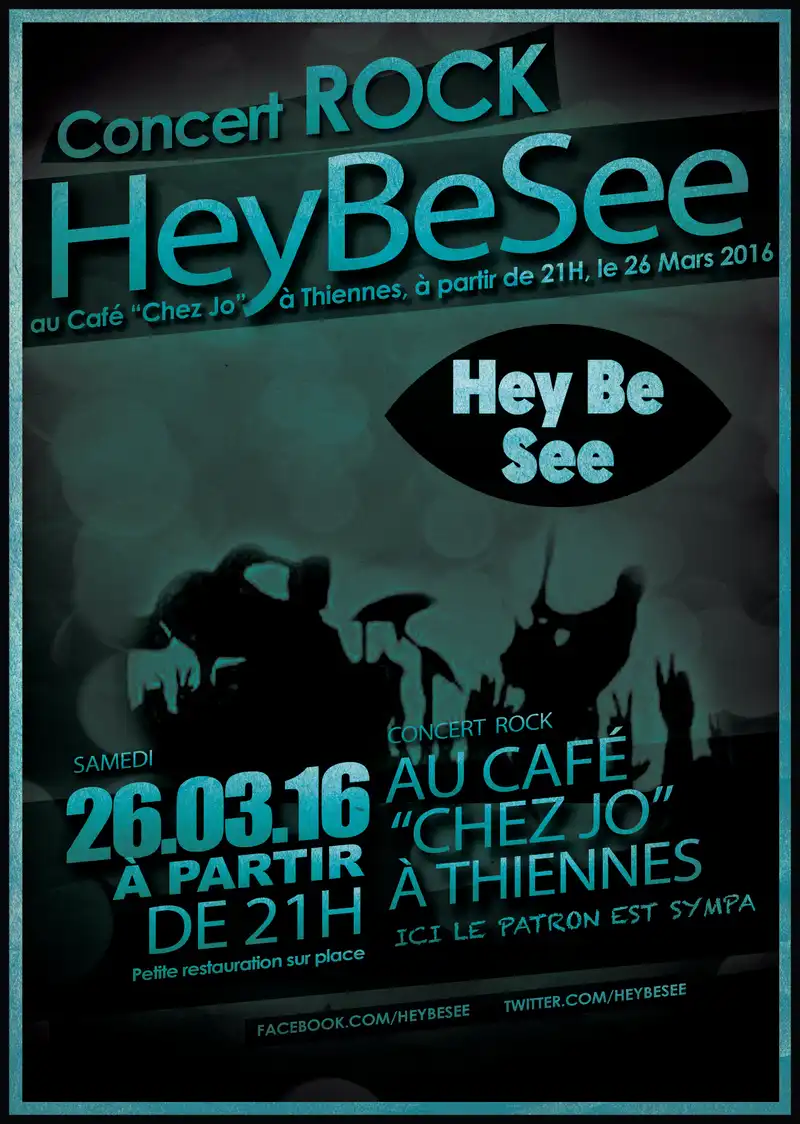 Concert ROCK
HeyBeSee
au Café “Chez Jo” à Thiennes, à partir de 21H, le 26 Mars 2016
Hey Be
See
SAMEDI
26.03.16
À PARTIR
DE 21H
Petite restauration sur place
CONCERT ROCK
AU CAFÉ
“CHEZ JO”
À THIENNES
ICI LE PATRON EST SYMPA
FACEBOOK.COM/HEYBESEE TWITTER.COM/HEYBESEE